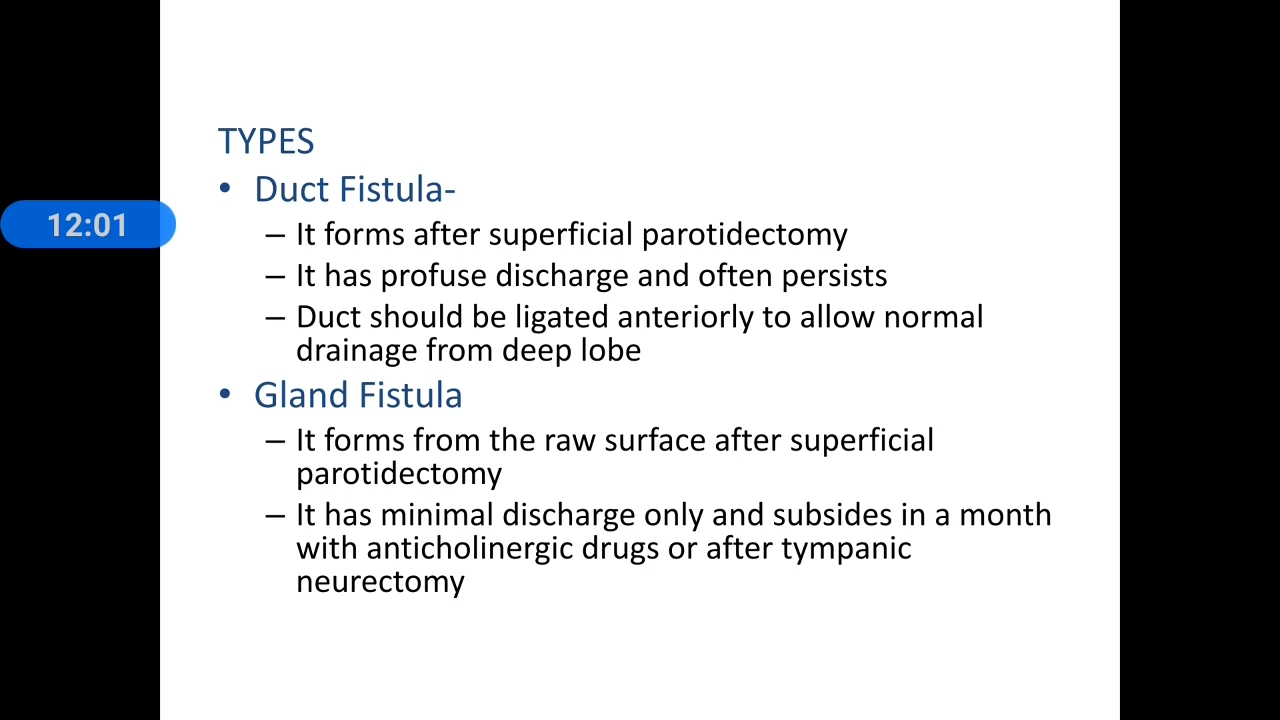 TYPES
• Duct Fistula-
– It forms after superficial parotidectomy
12:01
– It has profuse discharge and often persists
– Duct should be ligated anteriorly to allow normal
drainage from deep lobe
• Gland Fistula
– It forms from the raw surface after superficial
parotidectomy
– It has minimal discharge only and subsides in a month
with anticholinergic drugs or after tympanic
neurectomy